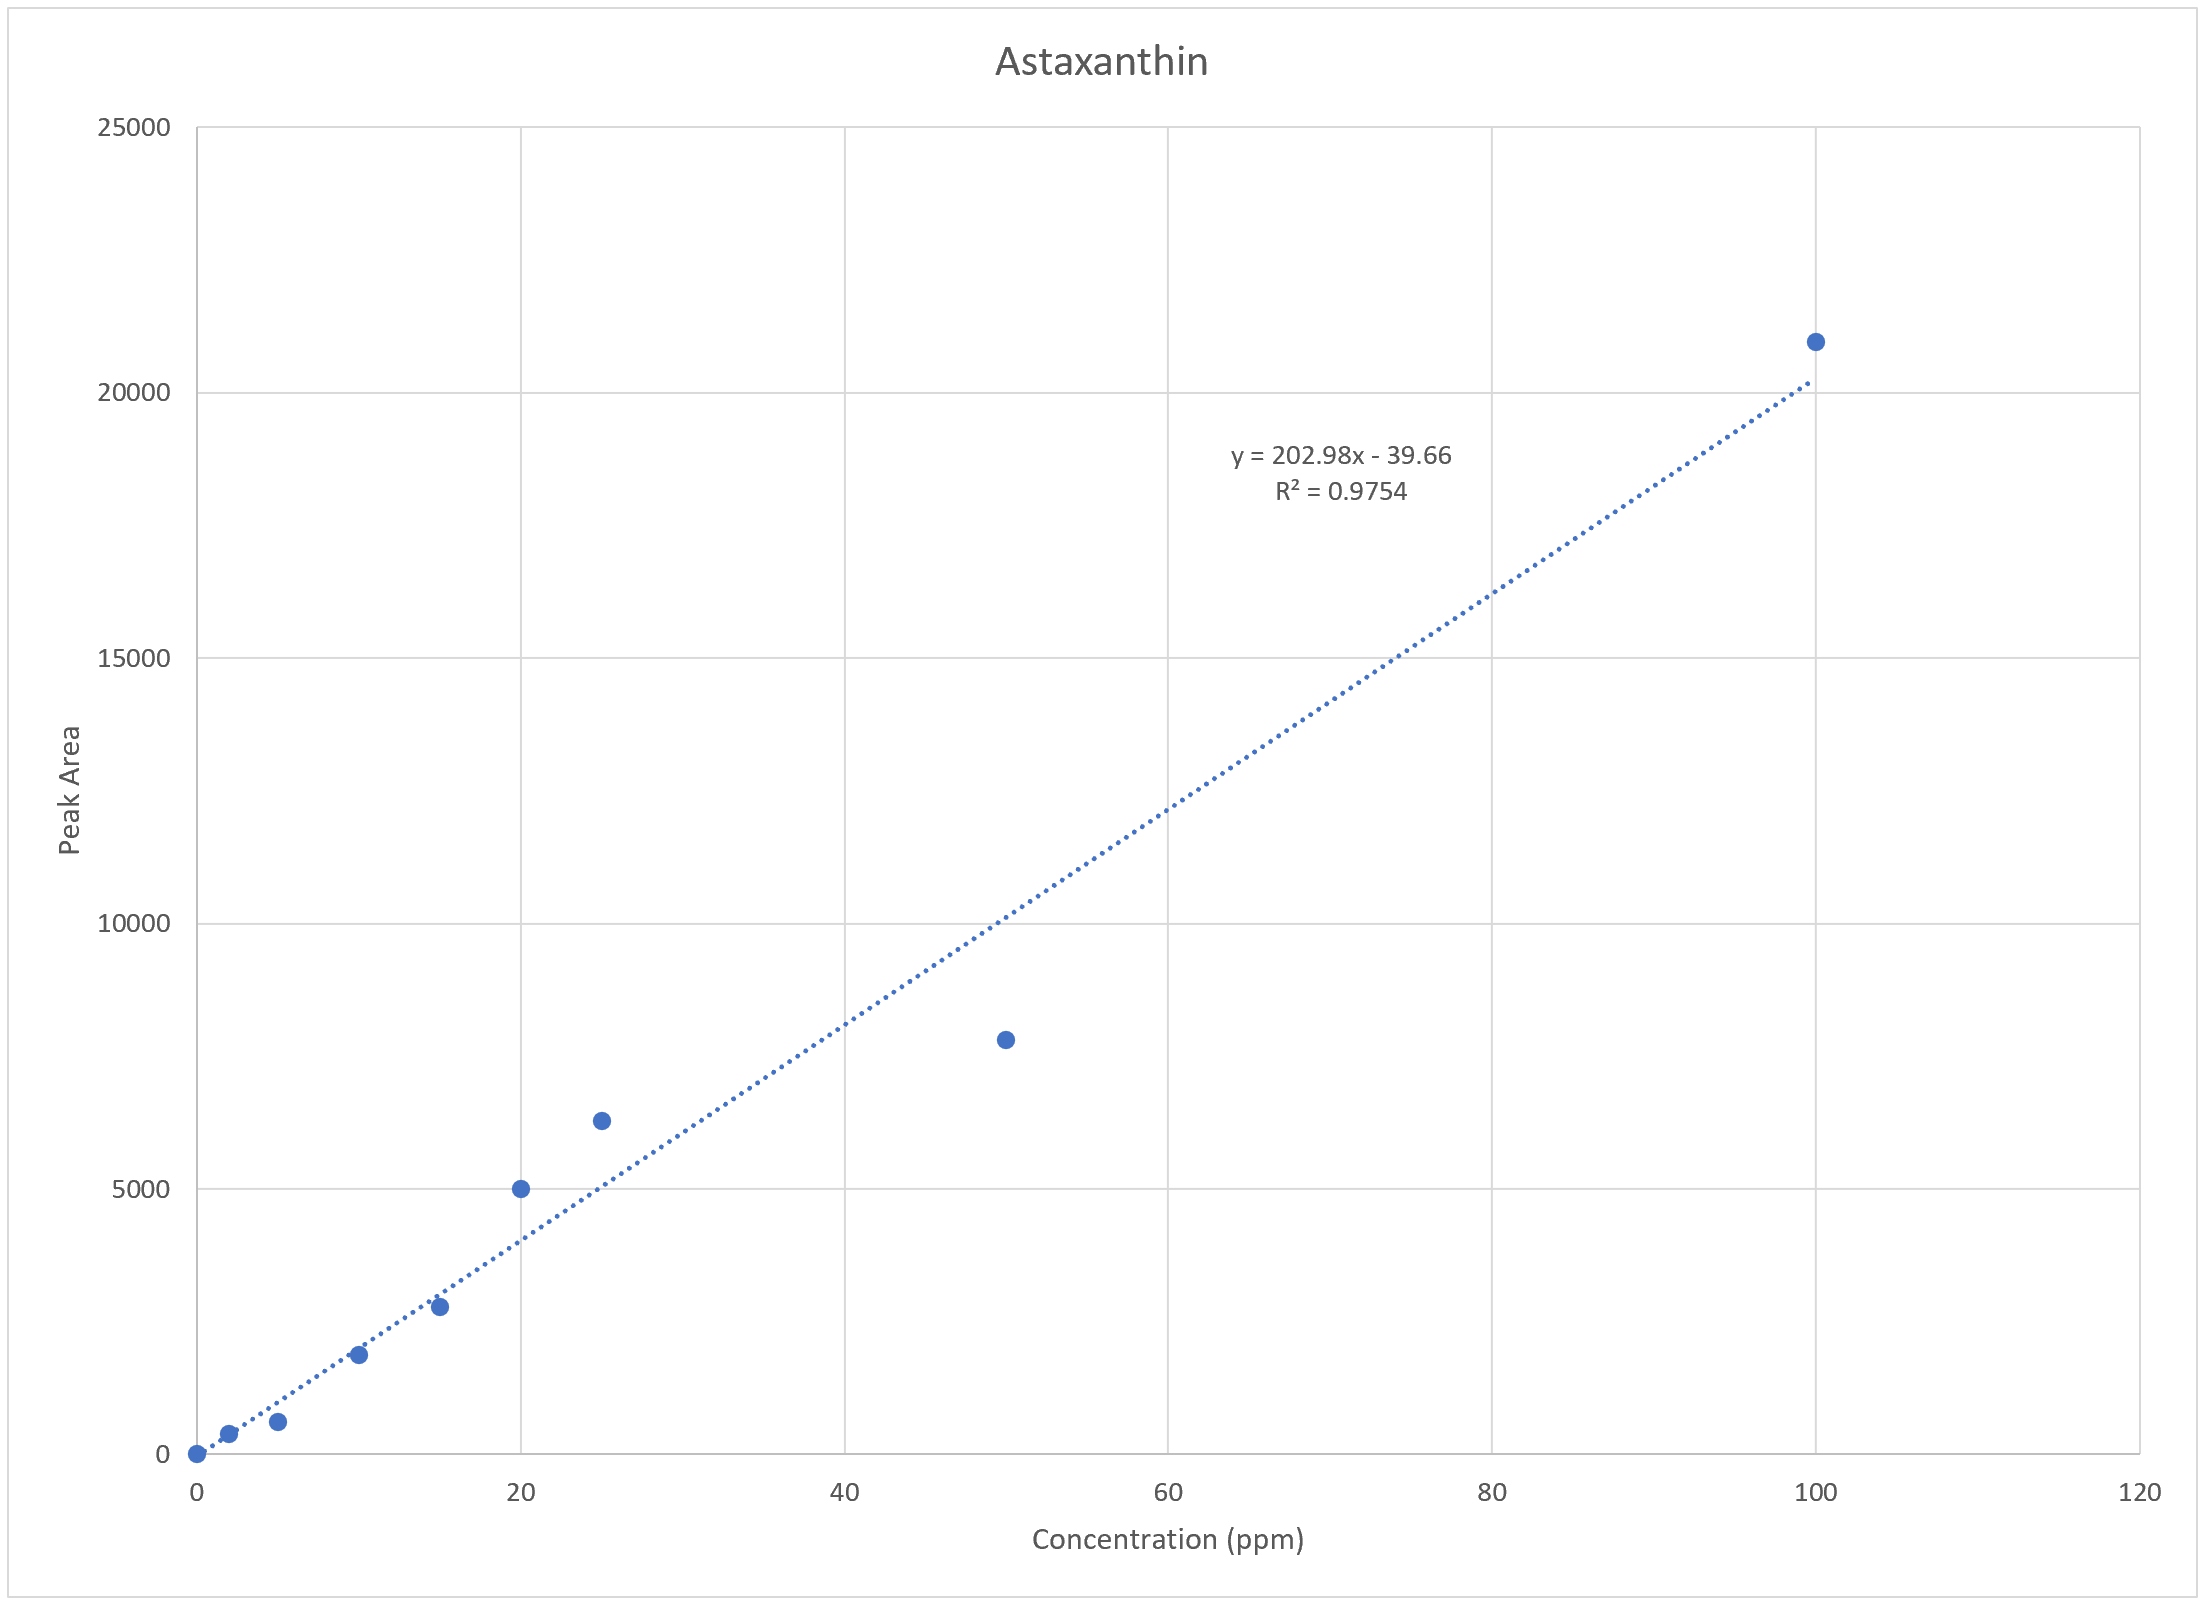 Astaxanthin
25000
20000
y = 202.98x - 39.66
R² = 0.9754
15000
Peak Area
10000
5000
0
0 20 40 60 80 100 120
Concentration (ppm)